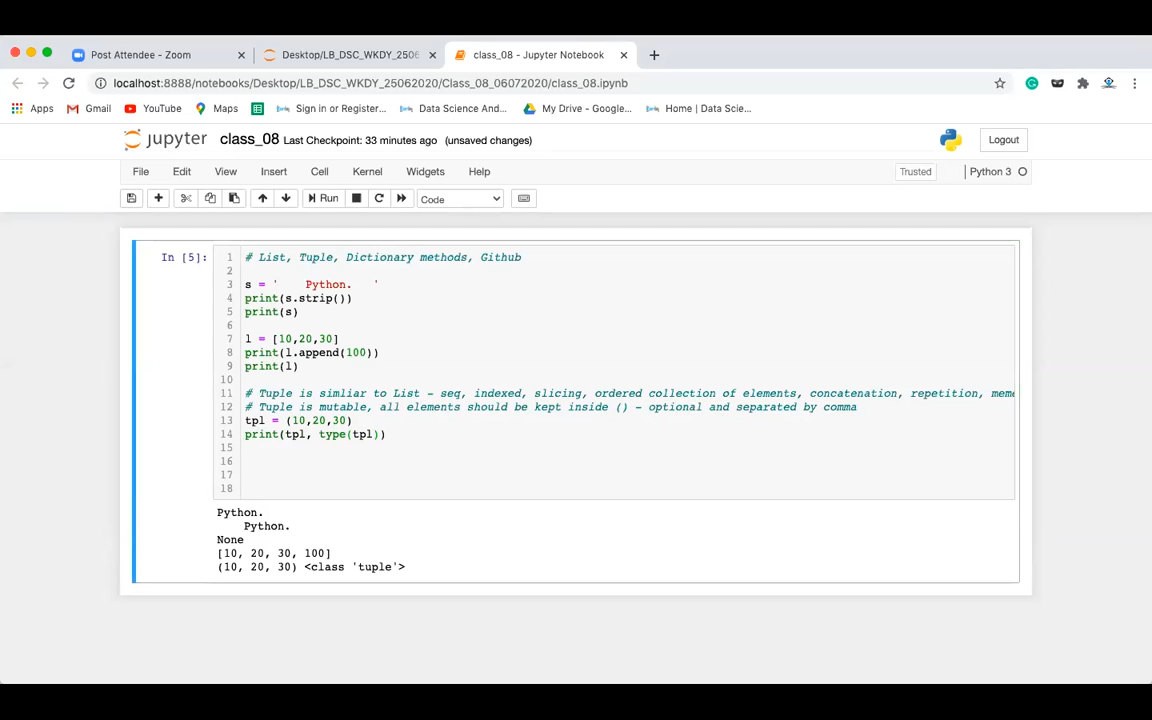 Post Attendee - Zoom
Desktop/LB_DSC_WKDY_2506
class_08 - Jupyter Notebook
localhost:8888/notebooks/Desktop/LB_DSC_WKDY_25062020/Class_08_06072020/class_08.ipynb
Apps Gmail YouTube Maps Sign in or Register... Data Science And... My Drive - Google... Home | Data Scie...
jupyter class_08 Last Checkpoint: 33 minutes ago (unsaved changes) Logout
File Edit View Insert Cell Kernel Widgets Help Trusted Python 3
Run Code
In [5]:
1 # List, Tuple, Dictionary methods, Github
2
3 s = '    Python.   '
4 print(s.strip())
5 print(s)
6
7 l = [10,20,30]
8 print(l.append(100))
9 print(l)
10
11 # Tuple is simliar to List - seq, indexed, slicing, ordered collection of elements, concatenation, repetition, meme
12 # Tuple is mutable, all elements should be kept inside () - optional and separated by comma
13 tpl = (10,20,30)
14 print(tpl, type(tpl))
15
16
17
18
Python.
    Python.
None
[10, 20, 30, 100]
(10, 20, 30) <class 'tuple'>